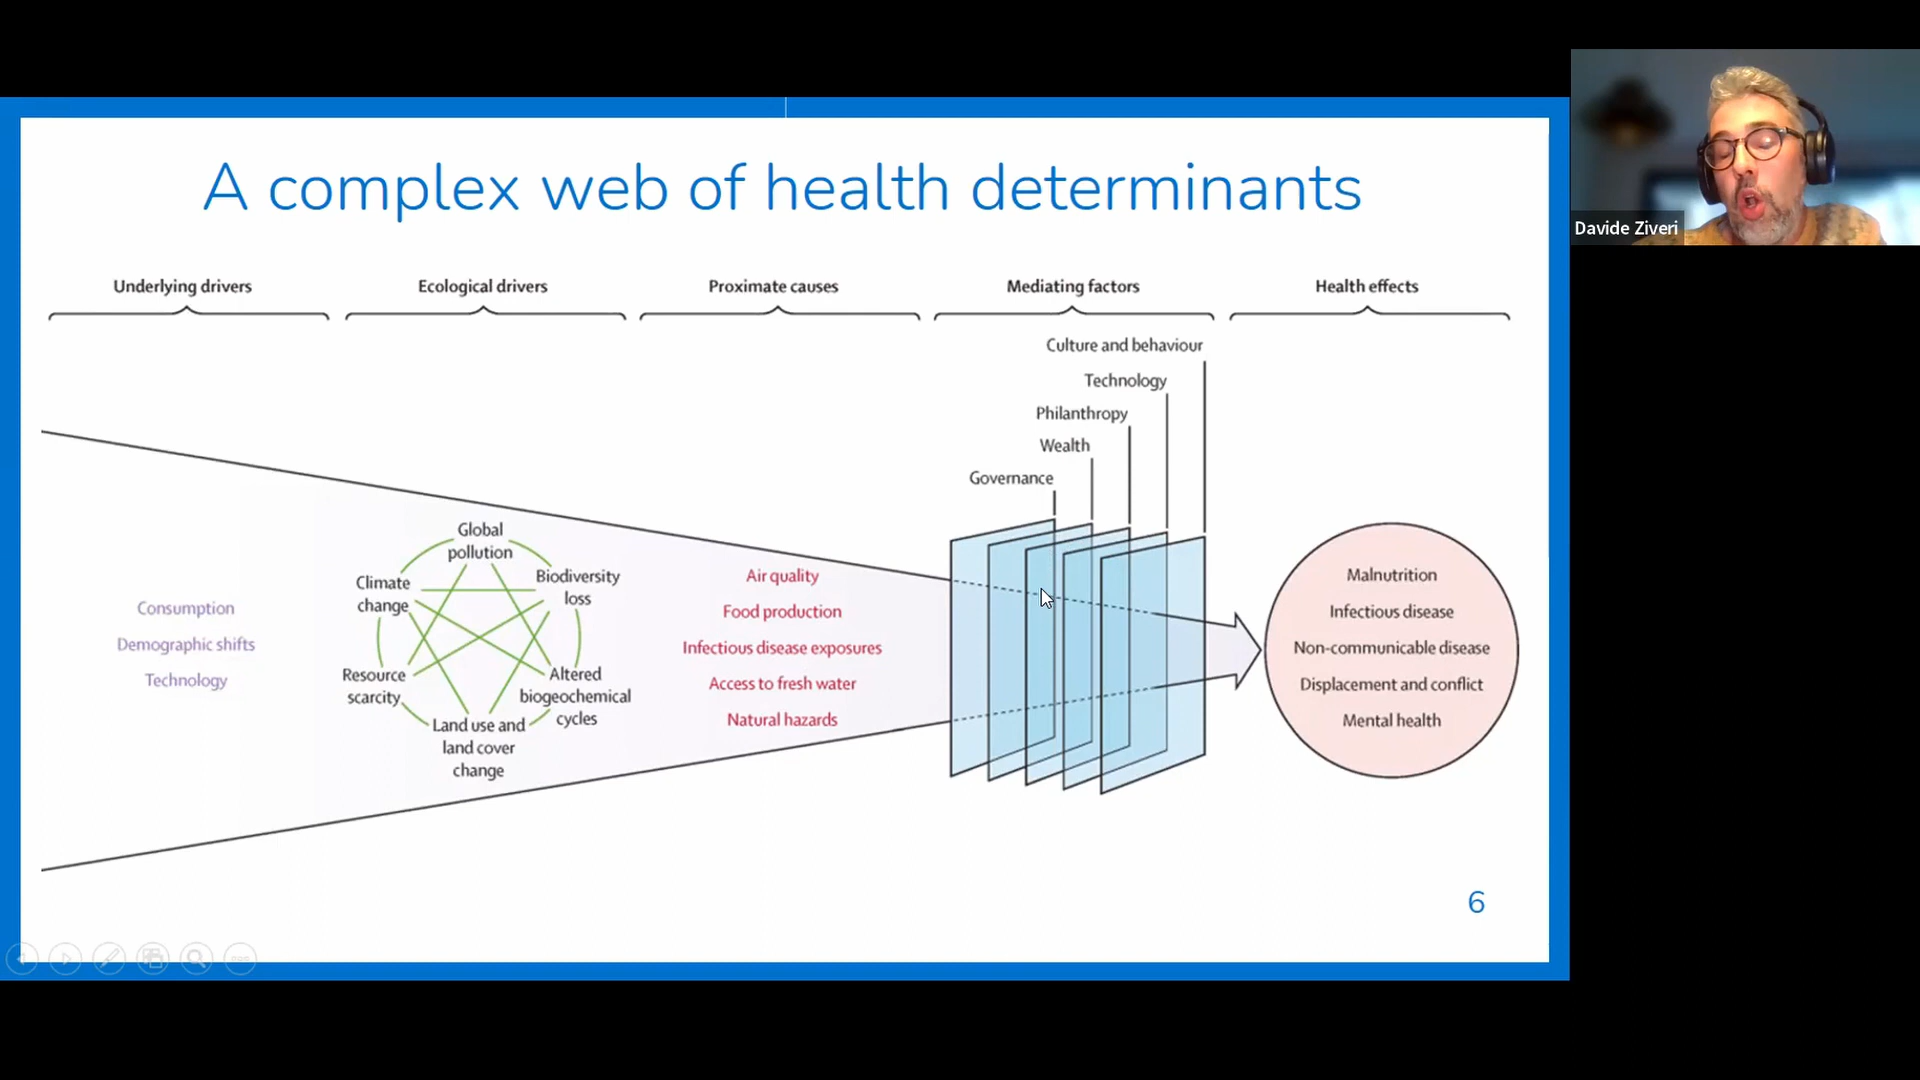 A complex web of health determinants
Davide Ziveri
Underlying drivers
Ecological drivers
Proximate causes
Mediating factors
Health effects
Culture and behaviour
Technology
Philanthropy
Wealth
Governance
Consumption
Demographic shifts
Technology
Global
pollution
Biodiversity
loss
Altered
biogeochemical
cycles
Land use and
land cover
change
Resource
scarcity
Climate
change
Air quality
Food production
Infectious disease exposures
Access to fresh water
Natural hazards
Malnutrition
Infectious disease
Non-communicable disease
Displacement and conflict
Mental health
6